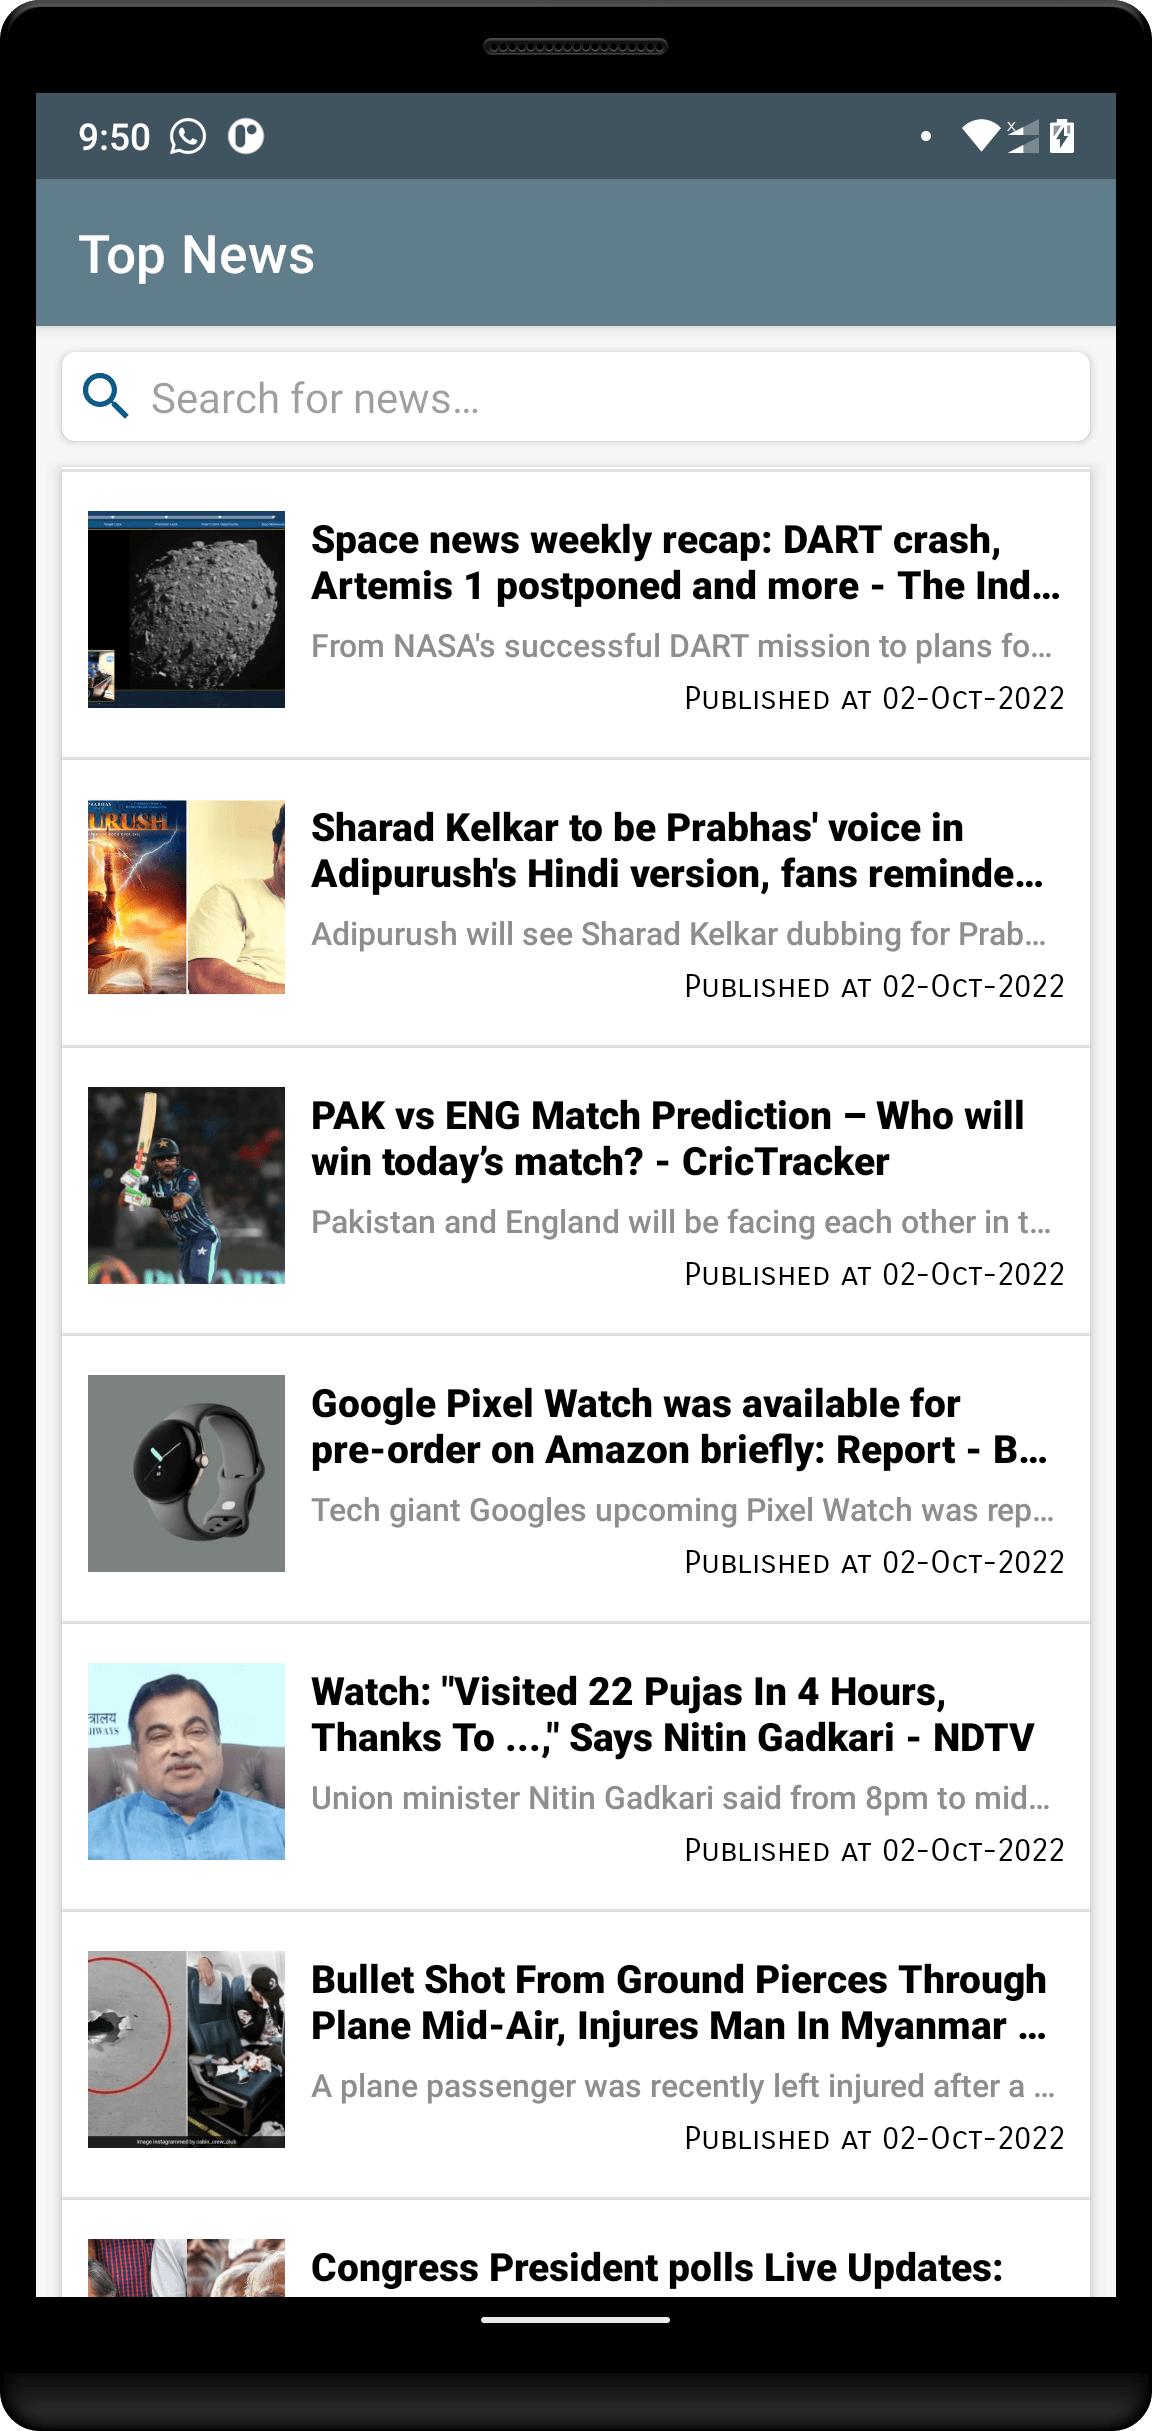 9:50
Top News
Search for news...
Space news weekly recap: DART crash,
Artemis 1 postponed and more - The Ind...
From NASA's successful DART mission to plans fo...
Published at 02-Oct-2022
URUSH
Sharad Kelkar to be Prabhas' voice in
Adipurush's Hindi version, fans reminde...
Adipurush will see Sharad Kelkar dubbing for Prab...
Published at 02-Oct-2022
PAK vs ENG Match Prediction – Who will
win today’s match? - CricTracker
Pakistan and England will be facing each other in t...
Published at 02-Oct-2022
Google Pixel Watch was available for
pre-order on Amazon briefly: Report - B...
Tech giant Googles upcoming Pixel Watch was rep...
Published at 02-Oct-2022
Watch: "Visited 22 Pujas In 4 Hours,
Thanks To ...," Says Nitin Gadkari - NDTV
Union minister Nitin Gadkari said from 8pm to mid...
Published at 02-Oct-2022
Bullet Shot From Ground Pierces Through
Plane Mid-Air, Injures Man In Myanmar ...
A plane passenger was recently left injured after a ...
Image instagrammed by cabin_crew_club
Published at 02-Oct-2022
Congress President polls Live Updates: